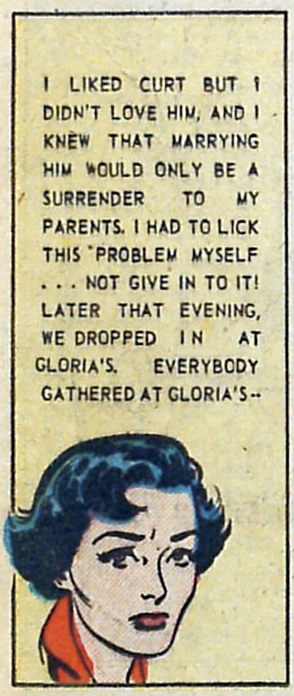 I LIKED CURT BUT I
DIDN'T LOVE HIM, AND I
KNEW THAT MARRYING
HIM WOULD ONLY BE A
SURRENDER TO MY
PARENTS. I HAD TO LICK
THIS PROBLEM MYSELF
... NOT GIVE IN TO IT!
LATER THAT EVENING,
WE DROPPED IN AT
GLORIA'S. EVERYBODY
GATHERED AT GLORIA'S--